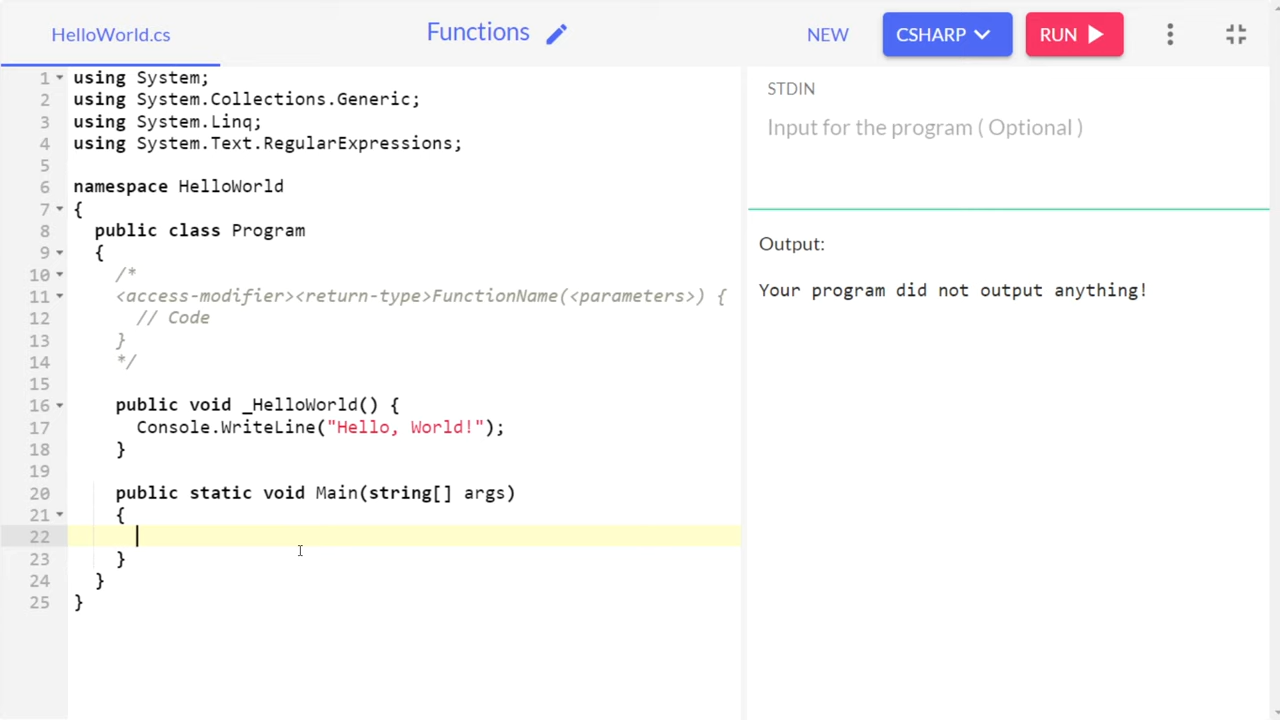 HelloWorld.cs
Functions
NEW
CSHARP
RUN
1 using System;
2 using System.Collections.Generic;
3 using System.Linq;
4 using System.Text.RegularExpressions;
5
6 namespace HelloWorld
7 {
8 public class Program
9 {
10 /*
11 <access-modifier><return-type>FunctionName(<parameters>) {
12 // Code
13 }
14 */
15
16 public void _HelloWorld() {
17 Console.WriteLine("Hello, World!");
18 }
19
20 public static void Main(string[] args)
21 {
22
23 }
24 }
25 }
STDIN
Input for the program ( Optional )
Output:
Your program did not output anything!